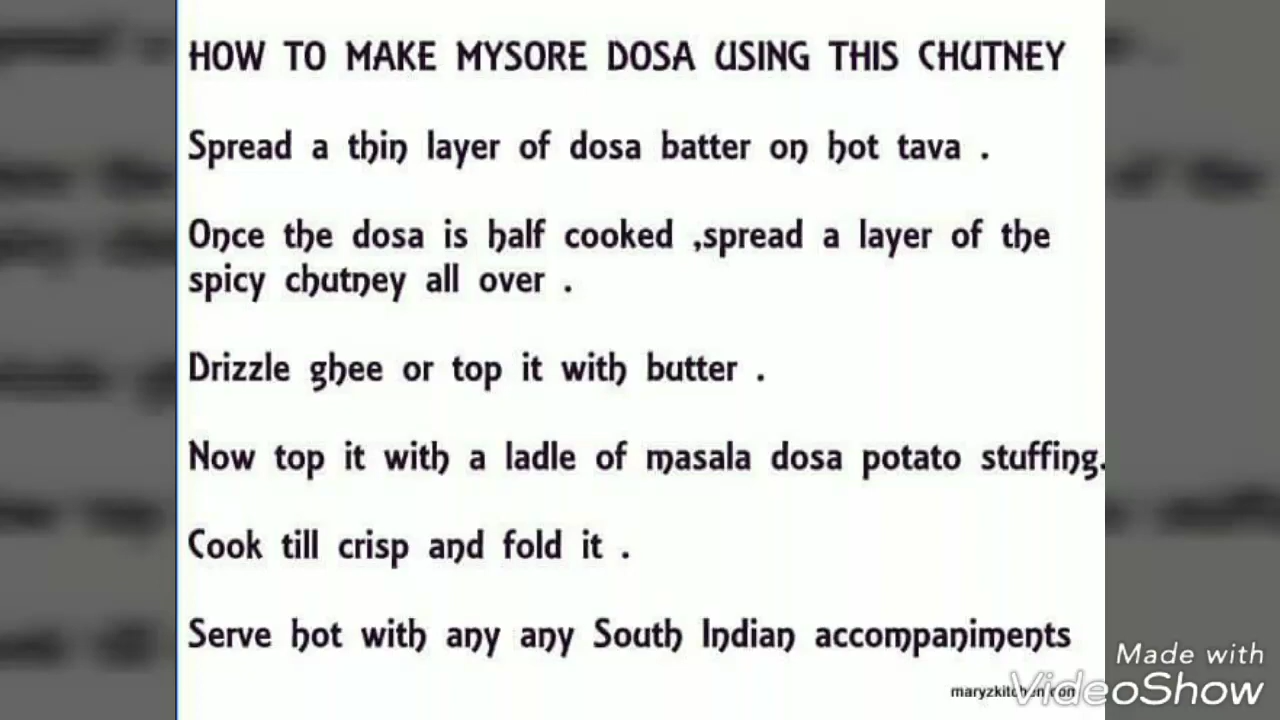 HOW TO MAKE MYSORE DOSA USING THIS CHUTNEY
Spread a thin layer of dosa batter on hot tava .
Once the dosa is half cooked ,spread a layer of the
spicy chutney all over .
Drizzle ghee or top it with butter .
Now top it with a ladle of masala dosa potato stuffing.
Cook till crisp and fold it .
Serve hot with any any South Indian accompaniments
Made with
maryzkitchen.com
VideoShow